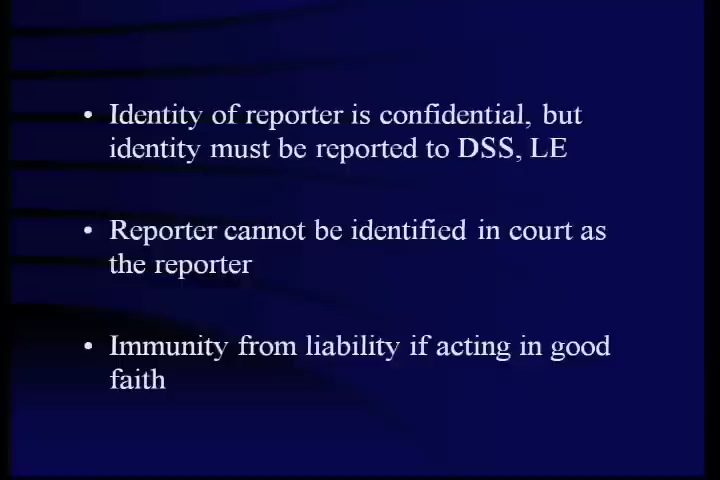 • Identity of reporter is confidential, but
identity must be reported to DSS, LE
• Reporter cannot be identified in court as
the reporter
• Immunity from liability if acting in good
faith